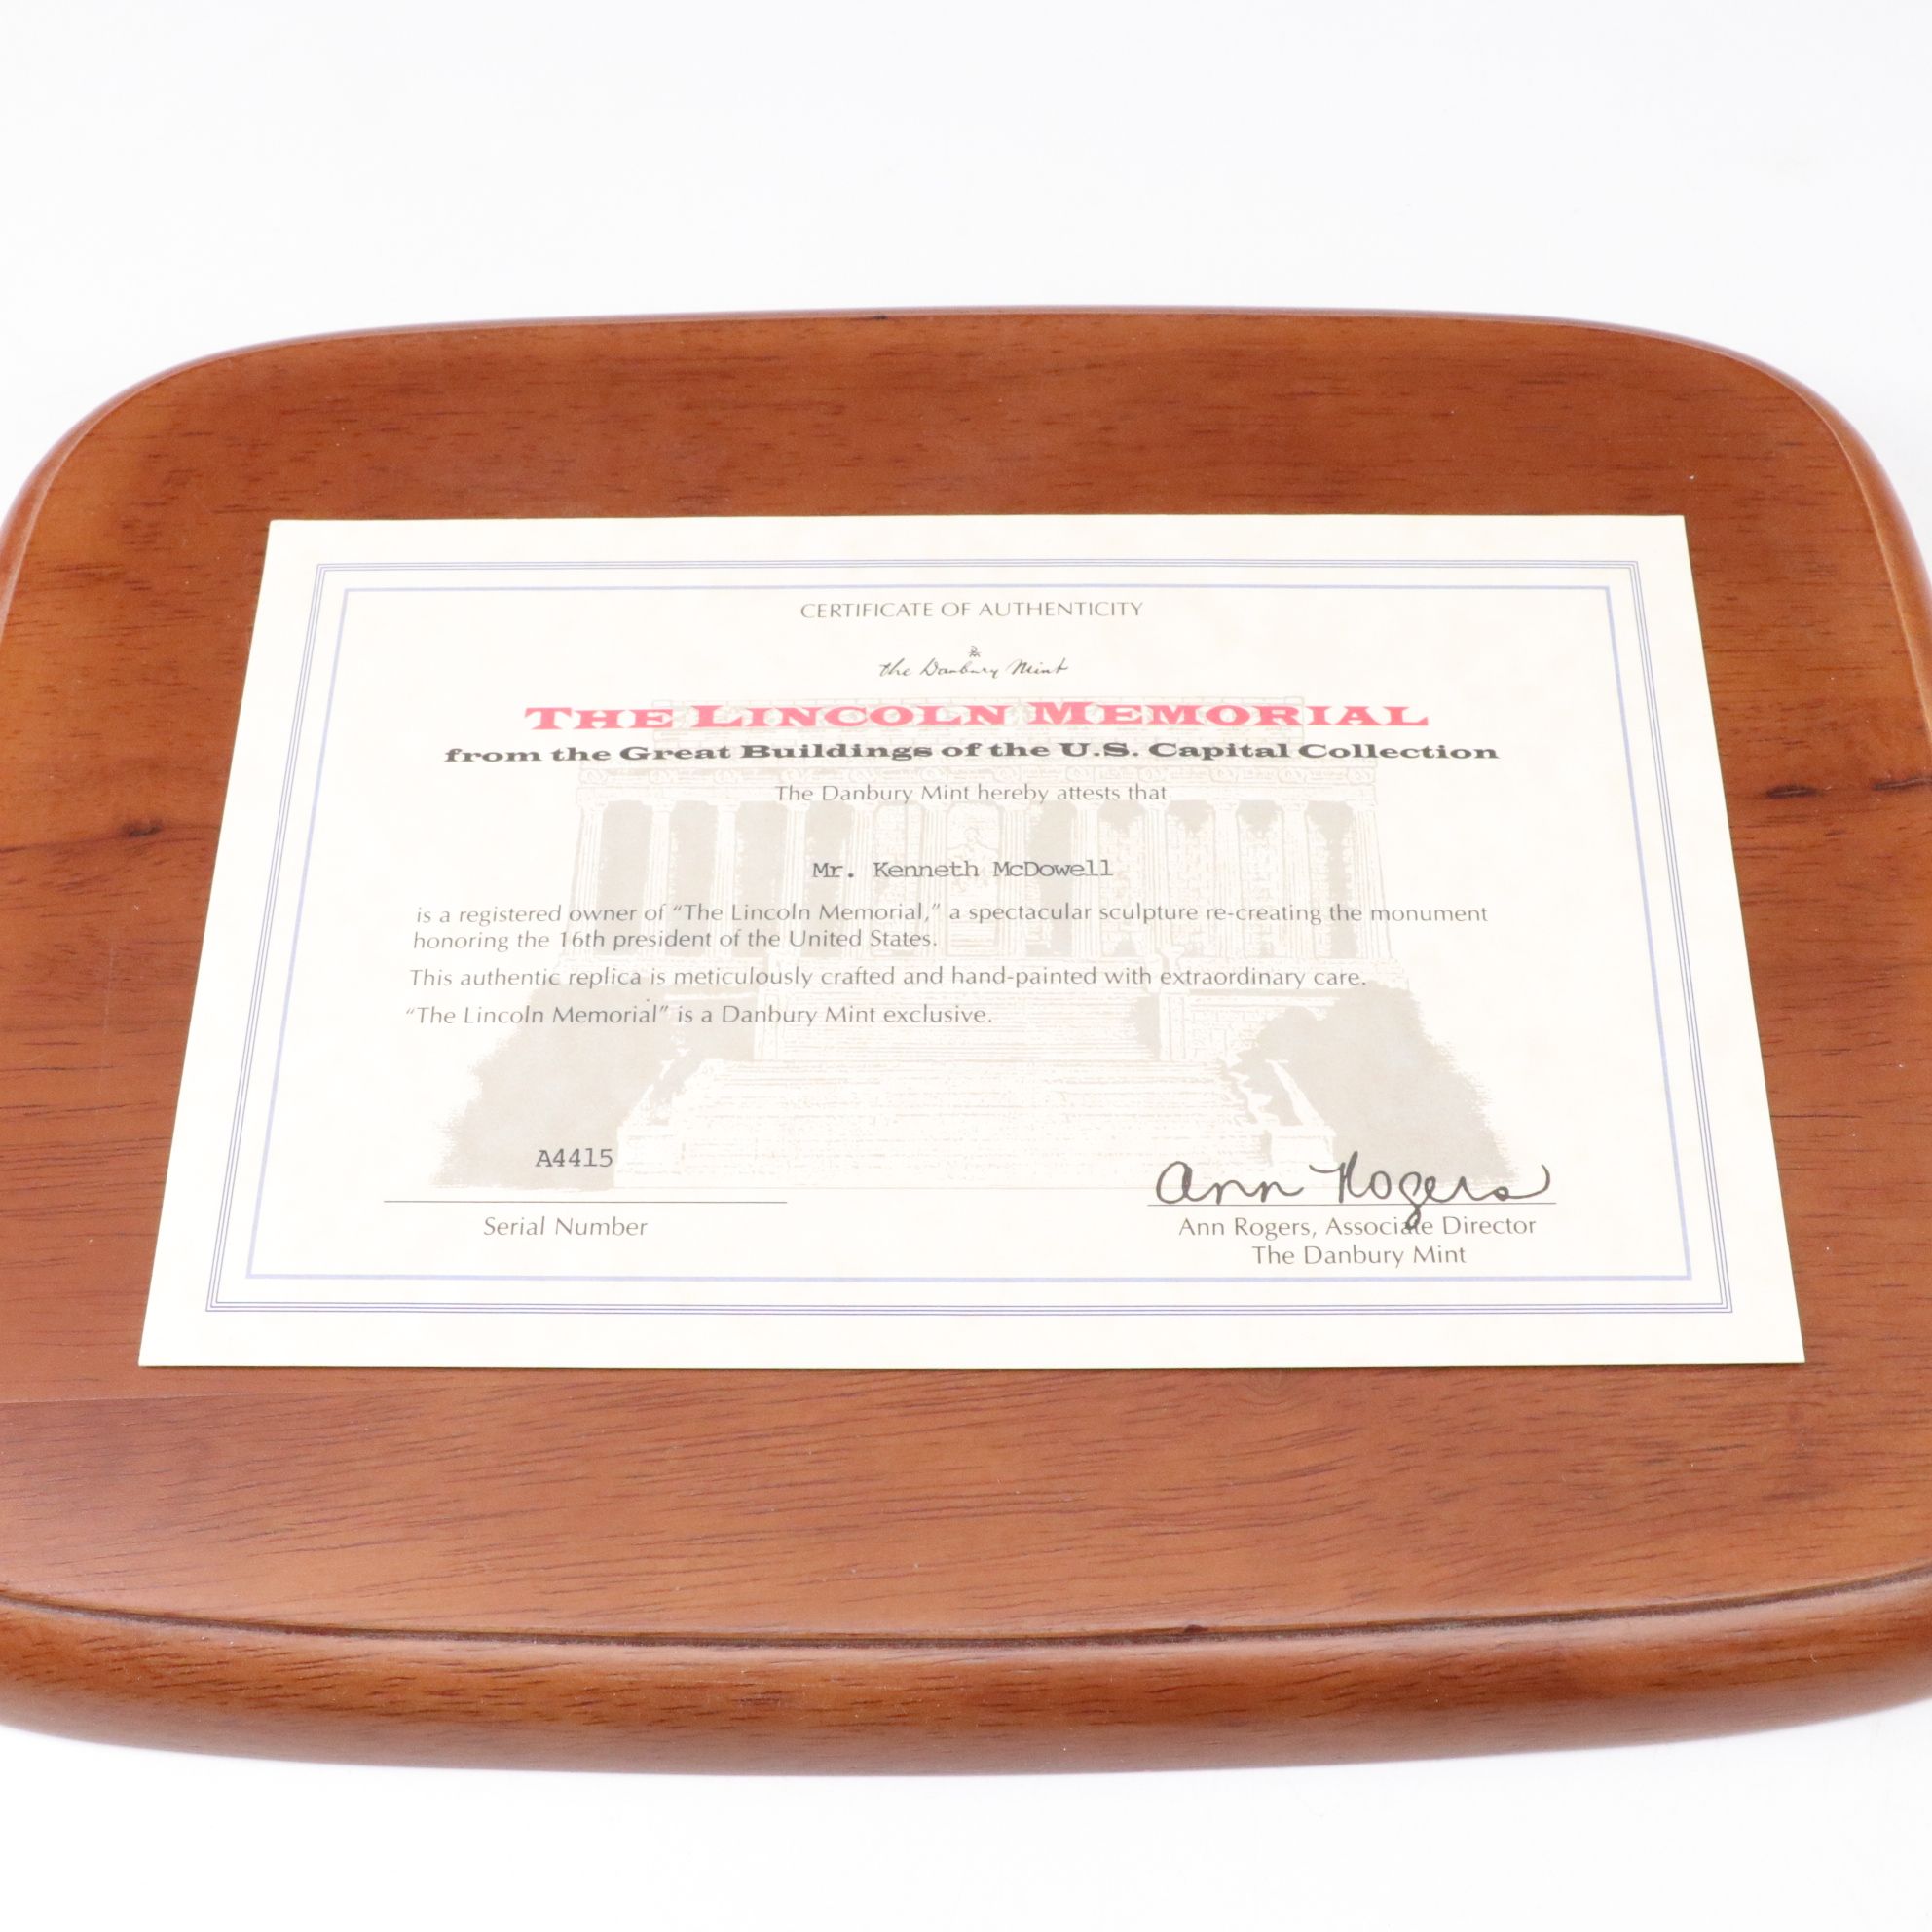 CERTIFICATE OF AUTHENTICITY
the Danbury Mint
THE LINCOLN MEMORIAL
from the Great Buildings of the U.S. Capital Collection
The Danbury Mint hereby attests that
Mr. Kenneth McDowell
is a registered owner of “The Lincoln Memorial,” a spectacular sculpture re-creating the monument
honoring the 16th president of the United States.
This authentic replica is meticulously crafted and hand-painted with extraordinary care.
“The Lincoln Memorial” is a Danbury Mint exclusive.
A4415
Serial Number
Ann Rogers
Ann Rogers, Associate Director
The Danbury Mint